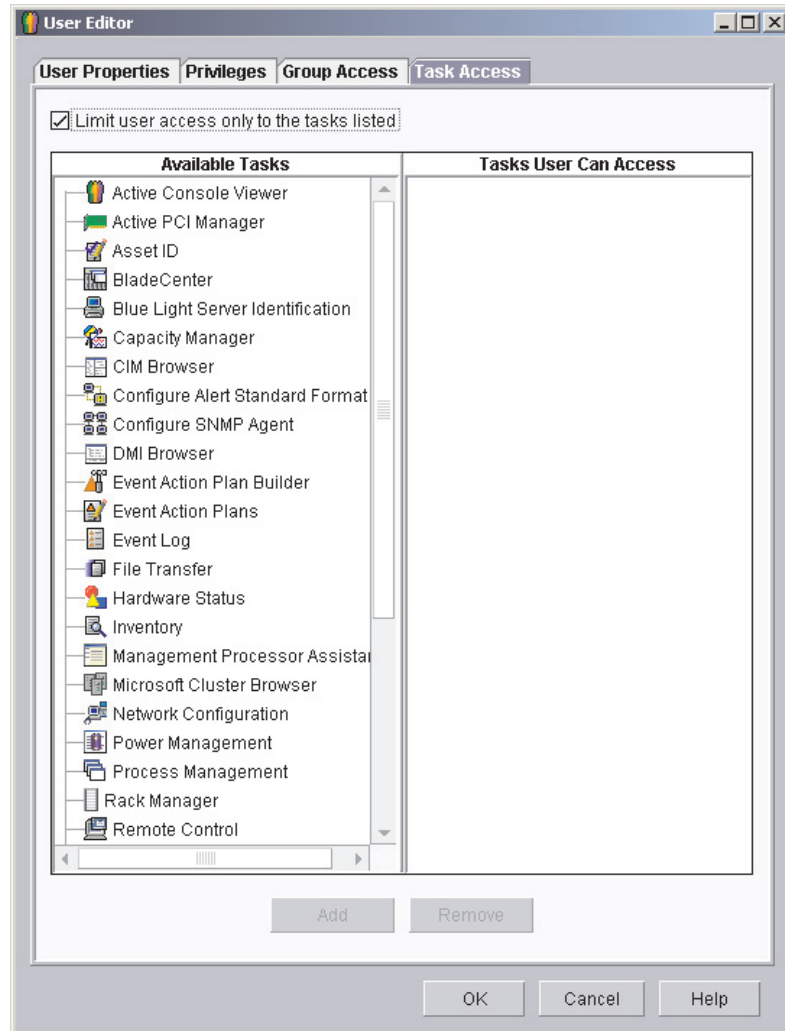 User Editor
User Properties Privileges Group Access Task Access
Limit user access only to the tasks listed
Available Tasks Tasks User Can Access
Active Console Viewer
Active PCI Manager
Asset ID
BladeCenter
Blue Light Server Identification
Capacity Manager
CIM Browser
Configure Alert Standard Format
Configure SNMP Agent
DMI Browser
Event Action Plan Builder
Event Action Plans
Event Log
File Transfer
Hardware Status
Inventory
Management Processor Assistar
Microsoft Cluster Browser
Network Configuration
Power Management
Process Management
Rack Manager
Remote Control
Add Remove
OK Cancel Help